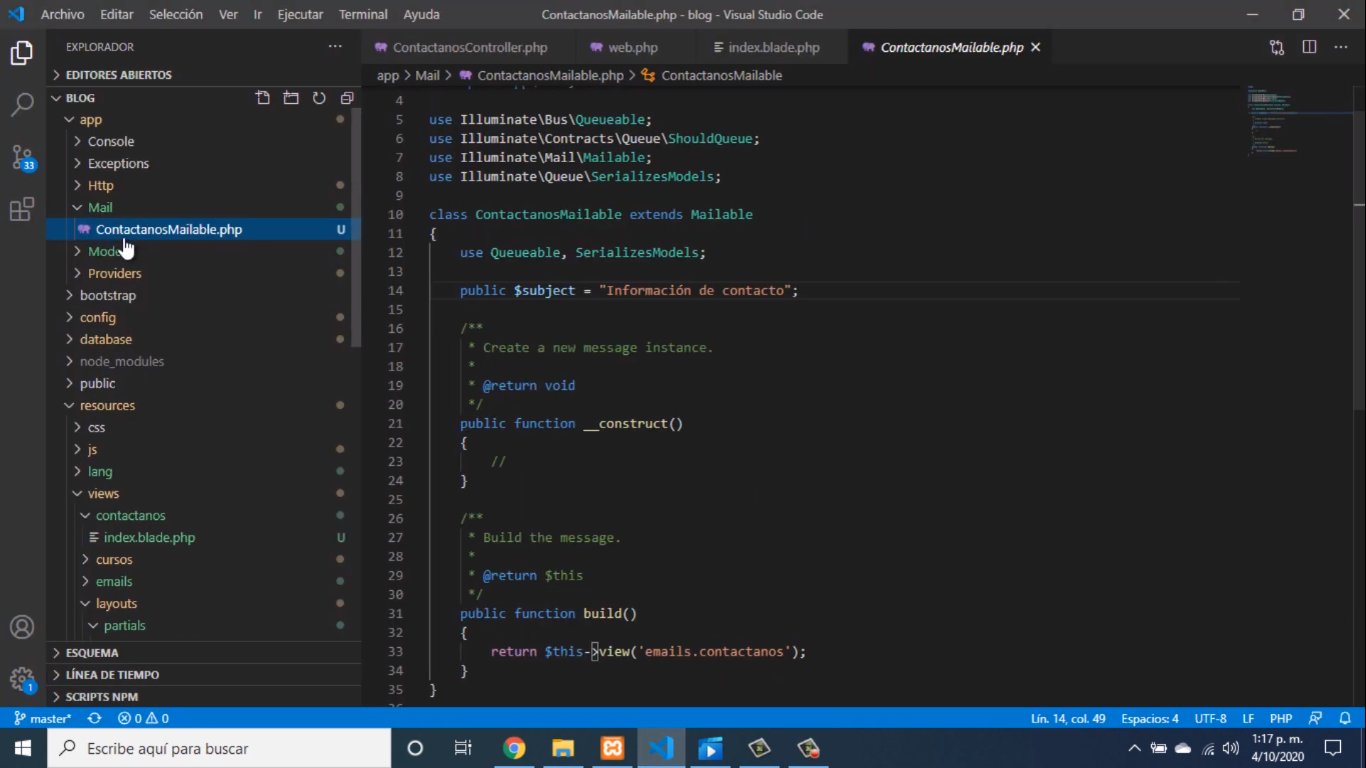 Archivo Editar Selección Ver Ir Ejecutar Terminal Ayuda
ContactanosMailable.php - blog - Visual Studio Code
EXPLORADOR
EDITORES ABIERTOS
BLOG
app
Console
Exceptions
Http
Mail
ContactanosMailable.php U
Providers
bootstrap
config
database
node_modules
public
resources
css
js
lang
views
contactanos
index.blade.php U
cursos
emails
layouts
partials
ESQUEMA
LÍNEA DE TIEMPO
SCRIPTS NPM
33
1
ContactanosController.php web.php index.blade.php ContactanosMailable.php
app > Mail > ContactanosMailable.php > ContactanosMailable
4
5 use Illuminate\Bus\Queueable;
6 use Illuminate\Contracts\Queue\ShouldQueue;
7 use Illuminate\Mail\Mailable;
8 use Illuminate\Queue\SerializesModels;
9
10 class ContactanosMailable extends Mailable
11 {
12 use Queueable, SerializesModels;
13
14 public $subject = "Información de contacto";
15
16 /**
17 * Create a new message instance.
18 *
19 * @return void
20 */
21 public function __construct()
22 {
23 //
24 }
25
26 /**
27 * Build the message.
28 *
29 * @return $this
30 */
31 public function build()
32 {
33 return $this->view('emails.contactanos');
34 }
35 }
master* 0 0 Lín. 14, col. 49 Espacios: 4 UTF-8 LF PHP
Escribe aquí para buscar
1:17 p. m.
4/10/2020